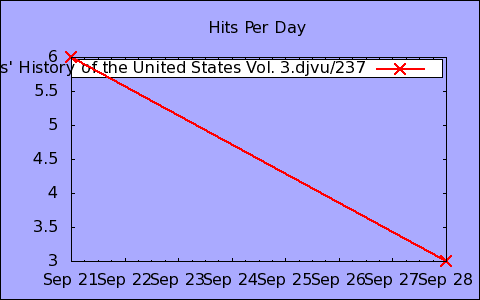 Hits Per Day
s' History of the United States Vol. 3.djvu/237
6
5.5
5
4.5
4
3.5
3
Sep 21 Sep 22 Sep 23 Sep 24 Sep 25 Sep 26 Sep 27 Sep 28